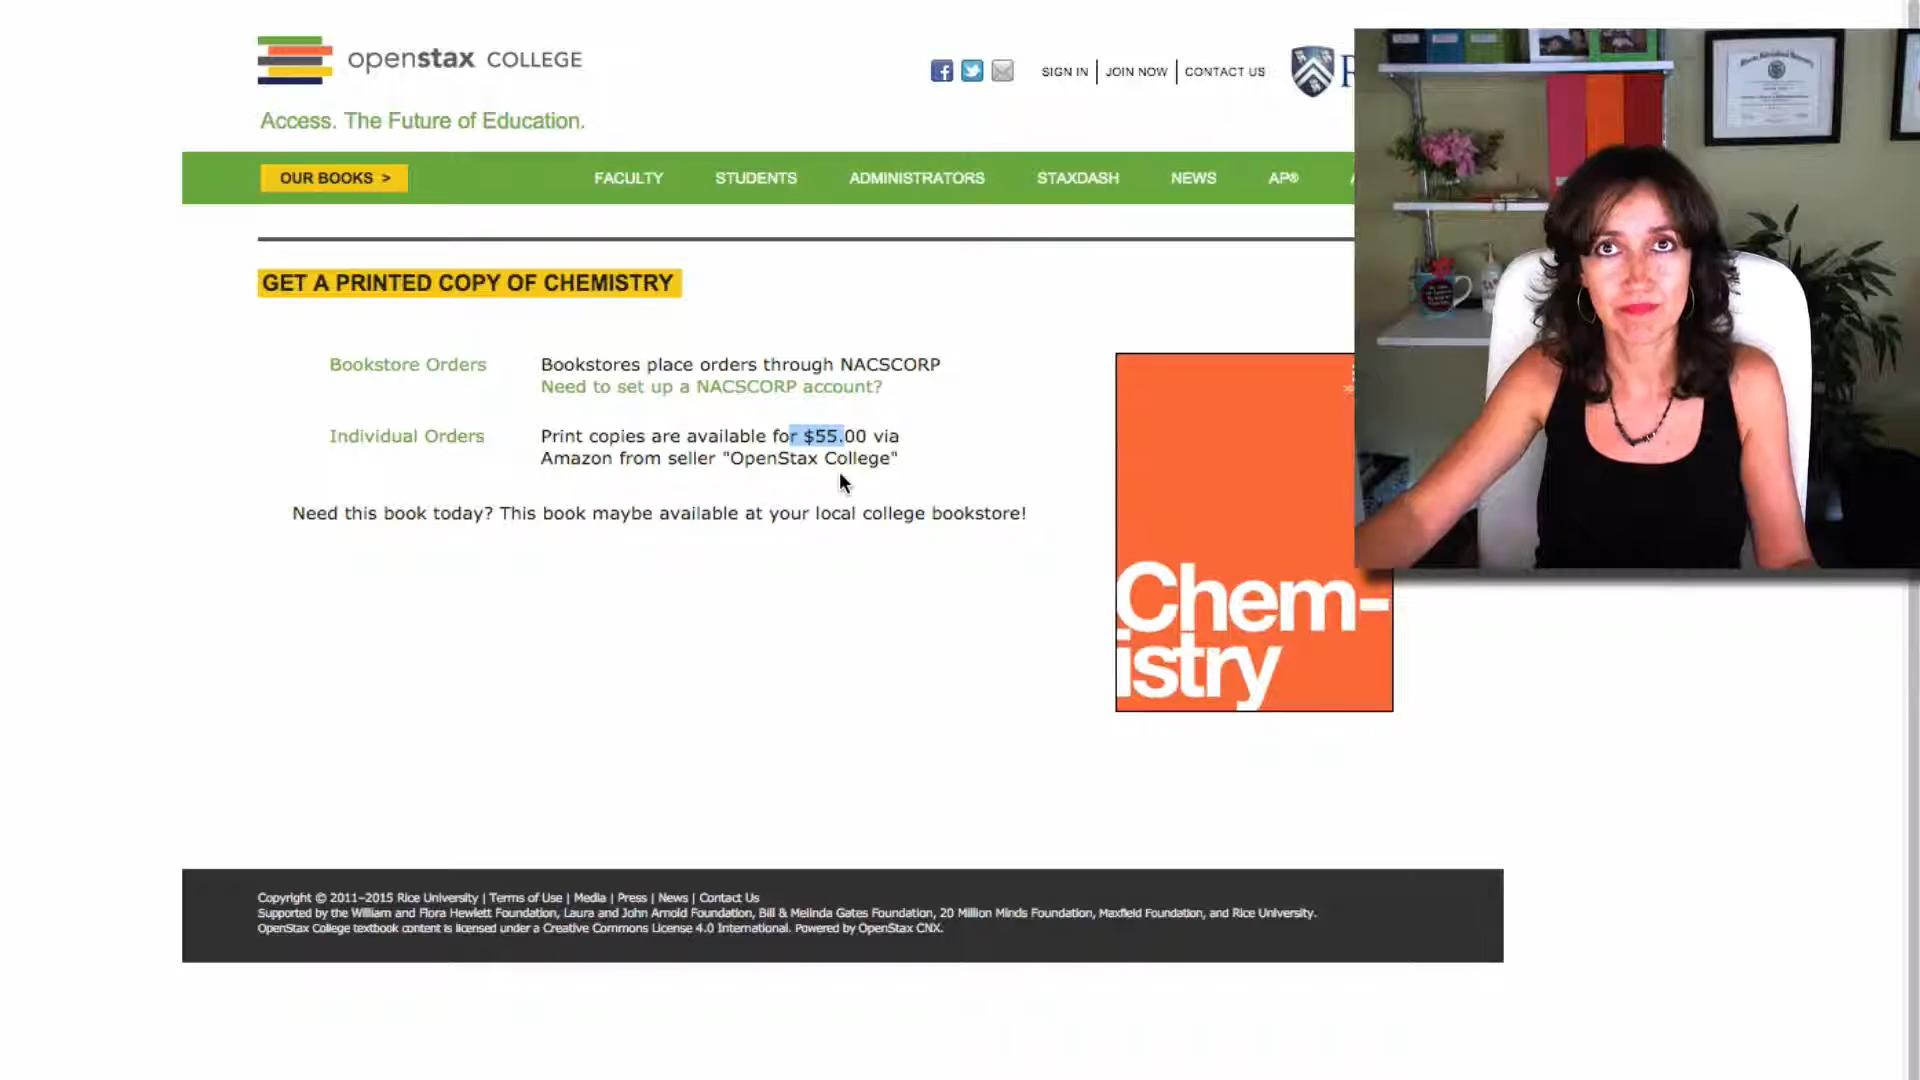 openstax COLLEGE
Access. The Future of Education.
SIGN IN
JOIN NOW
CONTACT US
OUR BOOKS >
FACULTY
STUDENTS
ADMINISTRATORS
STAXDASH
NEWS
AP®
GET A PRINTED COPY OF CHEMISTRY
Bookstore Orders
Bookstores place orders through NACSCORP
Need to set up a NACSCORP account?
Individual Orders
Print copies are available for $55.00 via
Amazon from seller "OpenStax College"
Need this book today? This book maybe available at your local college bookstore!
Chem-
istry
Copyright © 2011–2015 Rice University | Terms of Use | Media | Press | News | Contact Us
Supported by the William and Flora Hewlett Foundation, Laura and John Arnold Foundation, Bill & Melinda Gates Foundation, 20 Million Minds Foundation, Maxfield Foundation, and Rice University.
OpenStax College textbook content is licensed under a Creative Commons License 4.0 International. Powered by OpenStax CNX.